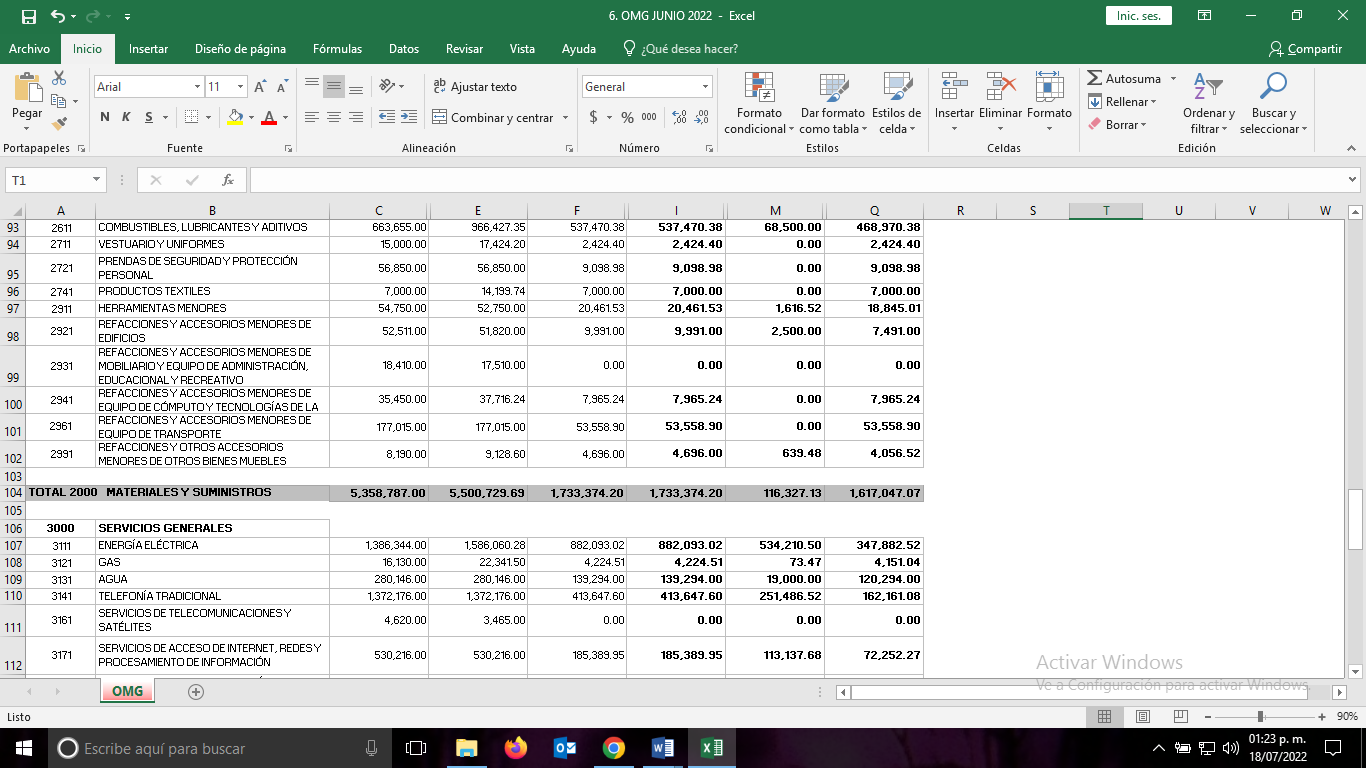 6. OMG JUNIO 2022 - Excel
Inic. ses.
Archivo Inicio Insertar Diseño de página Fórmulas Datos Revisar Vista Ayuda ¿Qué desea hacer? Compartir
Pegar
Arial 11 A A
N K S A
ab Ajustar texto
Combinar y centrar
General
$ % 000
Formato condicional
Dar formato como tabla
Estilos de celda
Insertar Eliminar Formato
Autosuma
Rellenar
Borrar
Ordenar y filtrar
Buscar y seleccionar
Portapapeles Fuente Alineación Número Estilos Celdas Edición
T1 fx
A B C E F I M Q R S T U V W
93 2611 COMBUSTIBLES, LUBRICANTES Y ADITIVOS 663,655.00 966,427.35 537,470.38 537,470.38 68,500.00 468,970.38
94 2711 VESTUARIO Y UNIFORMES 15,000.00 17,424.20 2,424.40 2,424.40 0.00 2,424.40
95 2721 PRENDAS DE SEGURIDAD Y PROTECCIÓN PERSONAL 56,850.00 56,850.00 9,098.98 9,098.98 0.00 9,098.98
96 2741 PRODUCTOS TEXTILES 7,000.00 14,199.74 7,000.00 7,000.00 0.00 7,000.00
97 2911 HERRAMIENTAS MENORES 54,750.00 52,750.00 20,461.53 20,461.53 1,616.52 18,845.01
98 2921 REFACCIONES Y ACCESORIOS MENORES DE EDIFICIOS 52,511.00 51,820.00 9,991.00 9,991.00 2,500.00 7,491.00
99 2931 REFACCIONES Y ACCESORIOS MENORES DE MOBILIARIO Y EQUIPO DE ADMINISTRACIÓN, EDUCACIONAL Y RECREATIVO 18,410.00 17,510.00 0.00 0.00 0.00 0.00
100 2941 REFACCIONES Y ACCESORIOS MENORES DE EQUIPO DE CÓMPUTO Y TECNOLOGÍAS DE LA 35,450.00 37,716.24 7,965.24 7,965.24 0.00 7,965.24
101 2961 REFACCIONES Y ACCESORIOS MENORES DE EQUIPO DE TRANSPORTE 177,015.00 177,015.00 53,558.90 53,558.90 0.00 53,558.90
102 2991 REFACCIONES Y OTROS ACCESORIOS MENORES DE OTROS BIENES MUEBLES 8,190.00 9,128.60 4,696.00 4,696.00 639.48 4,056.52
103
104 TOTAL 2000 MATERIALES Y SUMINISTROS 5,358,787.00 5,500,729.69 1,733,374.20 1,733,374.20 116,327.13 1,617,047.07
105
106 3000 SERVICIOS GENERALES
107 3111 ENERGÍA ELÉCTRICA 1,386,344.00 1,586,060.28 882,093.02 882,093.02 534,210.50 347,882.52
108 3121 GAS 16,130.00 22,341.50 4,224.51 4,224.51 73.47 4,151.04
109 3131 AGUA 280,146.00 280,146.00 139,294.00 139,294.00 19,000.00 120,294.00
110 3141 TELEFONÍA TRADICIONAL 1,372,176.00 1,372,176.00 413,647.60 413,647.60 251,486.52 162,161.08
111 3161 SERVICIOS DE TELECOMUNICACIONES Y SATÉLITES 4,620.00 3,465.00 0.00 0.00 0.00 0.00
112 3171 SERVICIOS DE ACCESO DE INTERNET, REDES Y PROCESAMIENTO DE INFORMACIÓN 530,216.00 530,216.00 185,389.95 185,389.95 113,137.68 72,252.27
Activar Windows
Ve a Configuración para activar Windows.
OMG
Listo 90%
Escribe aquí para buscar
01:23 p. m.
18/07/2022